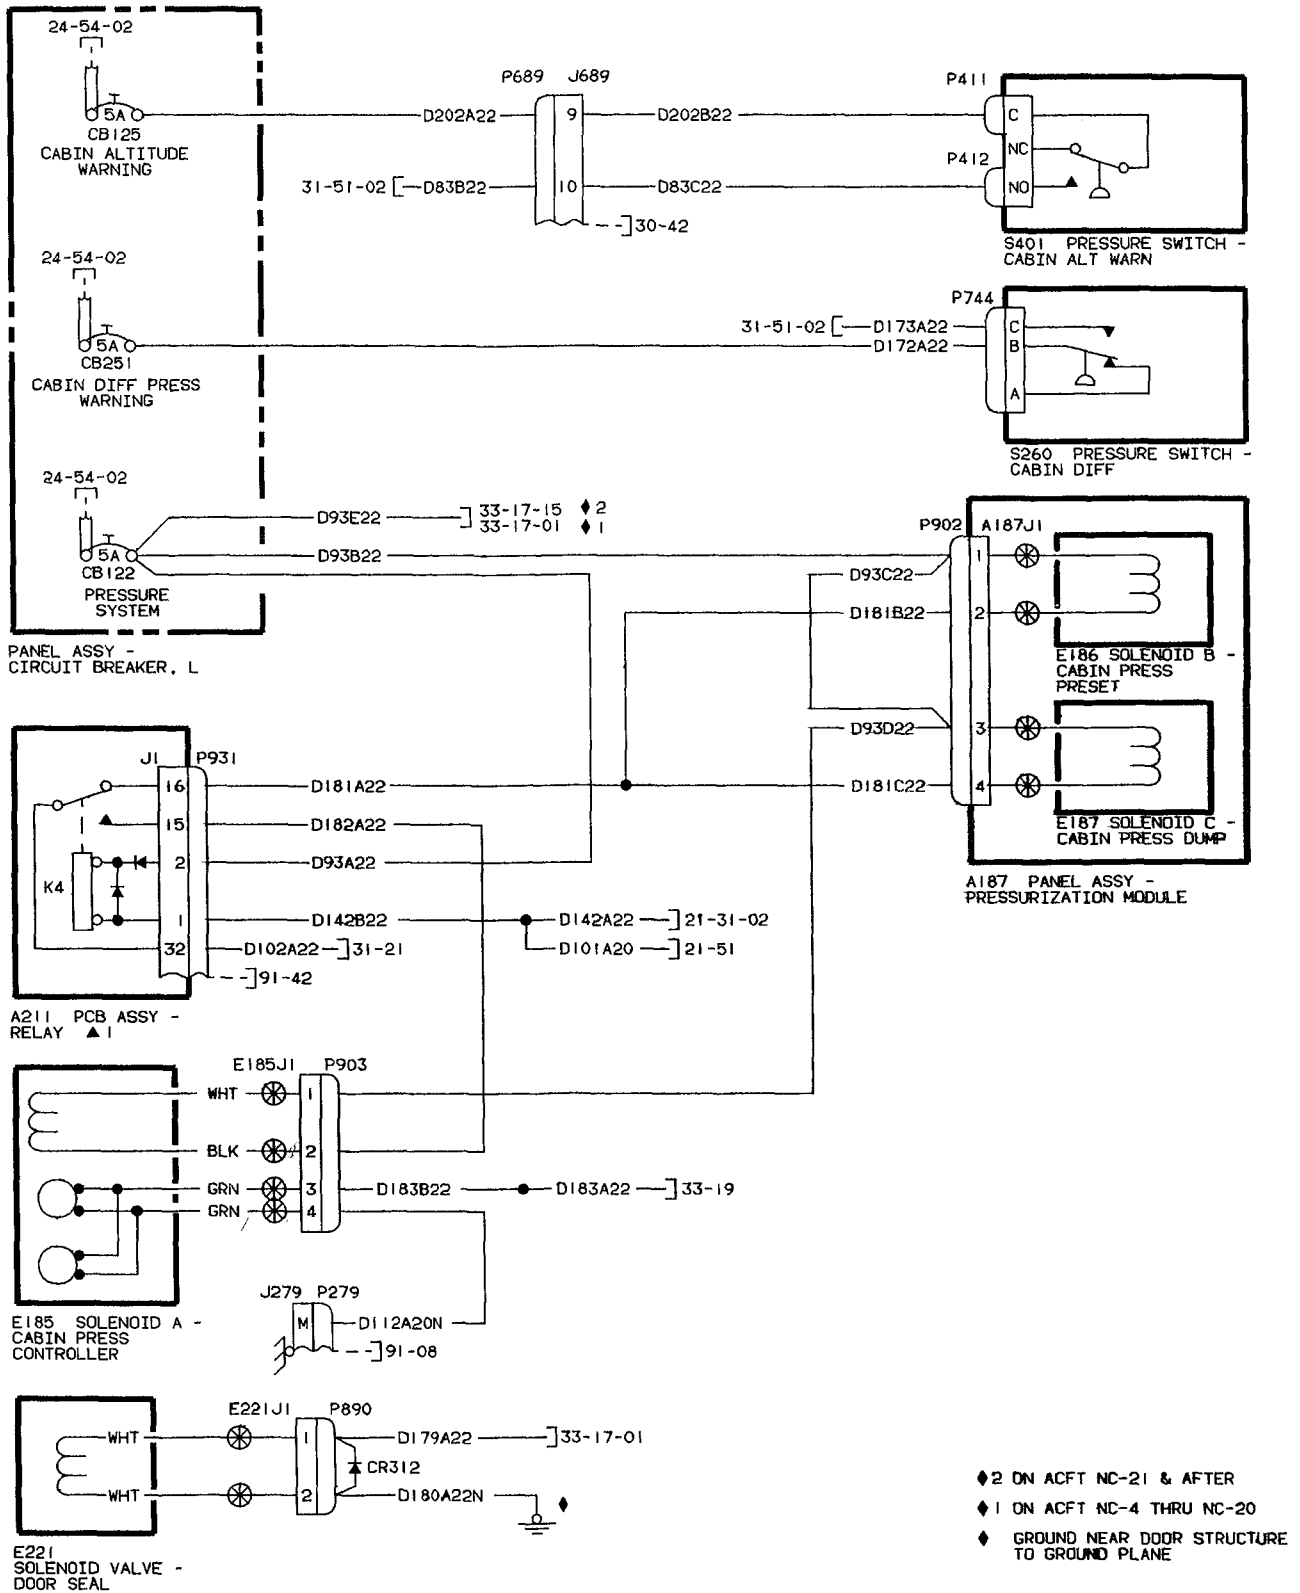 24-54-02
5A
CB125
CABIN ALTITUDE
WARNING
D202A22
P689 J689
9
D202B22
P411
C
NC
P412
NO
31-51-02
D83B22
10
D83C22
30-42
S401 PRESSURE SWITCH -
CABIN ALT WARN
24-54-02
5A
CB251
CABIN DIFF PRESS
WARNING
P744
31-51-02
D173A22
C
D172A22
B
A
S260 PRESSURE SWITCH -
CABIN DIFF
24-54-02
5A
CB122
PRESSURE
SYSTEM
D93E22
33-17-15 ♦2
33-17-01 ♦1
D93B22
PANEL ASSY -
CIRCUIT BREAKER, L
P902 A187J1
1
D93C22
D181B22
2
E186 SOLENOID B -
CABIN PRESS
PRESET
D93D22
3
D181C22
4
E187 SOLENOID C -
CABIN PRESS DUMP
A187 PANEL ASSY -
PRESSURIZATION MODULE
J1 P931
16
D181A22
15
D182A22
K4
2
D93A22
1
D142B22
D142A22
21-31-02
32
D102A22
31-21
D101A20
21-51
91-42
A211 PCB ASSY -
RELAY ▲1
E185J1 P903
WHT
1
BLK
2
GRN
3
D183B22
D183A22
33-19
GRN
4
J279 P279
M
D112A20N
91-08
E185 SOLENOID A -
CABIN PRESS
CONTROLLER
E221J1 P890
WHT
1
D179A22
33-17-01
CR312
WHT
2
D180A22N
♦
E221
SOLENOID VALVE -
DOOR SEAL
♦2 ON ACFT NC-21 & AFTER
♦1 ON ACFT NC-4 THRU NC-20
♦ GROUND NEAR DOOR STRUCTURE
TO GROUND PLANE